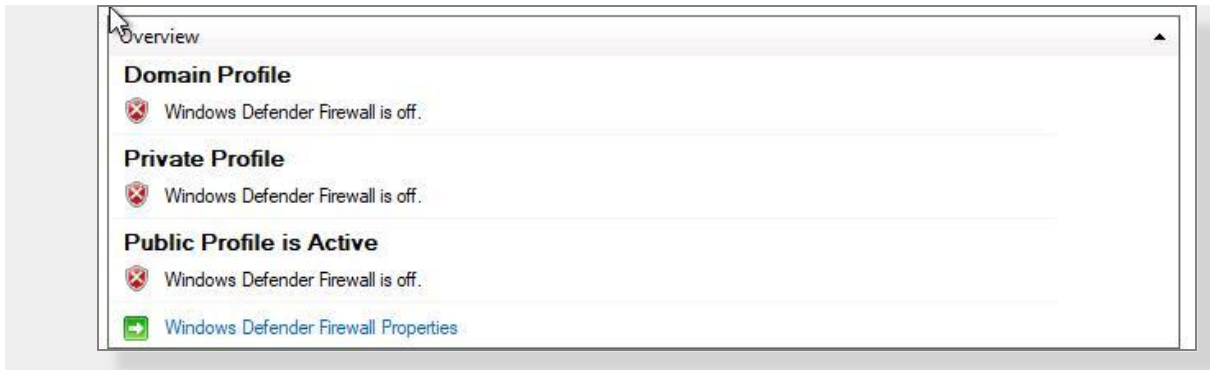 Overview
Domain Profile
Windows Defender Firewall is off.
Private Profile
Windows Defender Firewall is off.
Public Profile is Active
Windows Defender Firewall is off.
Windows Defender Firewall Properties